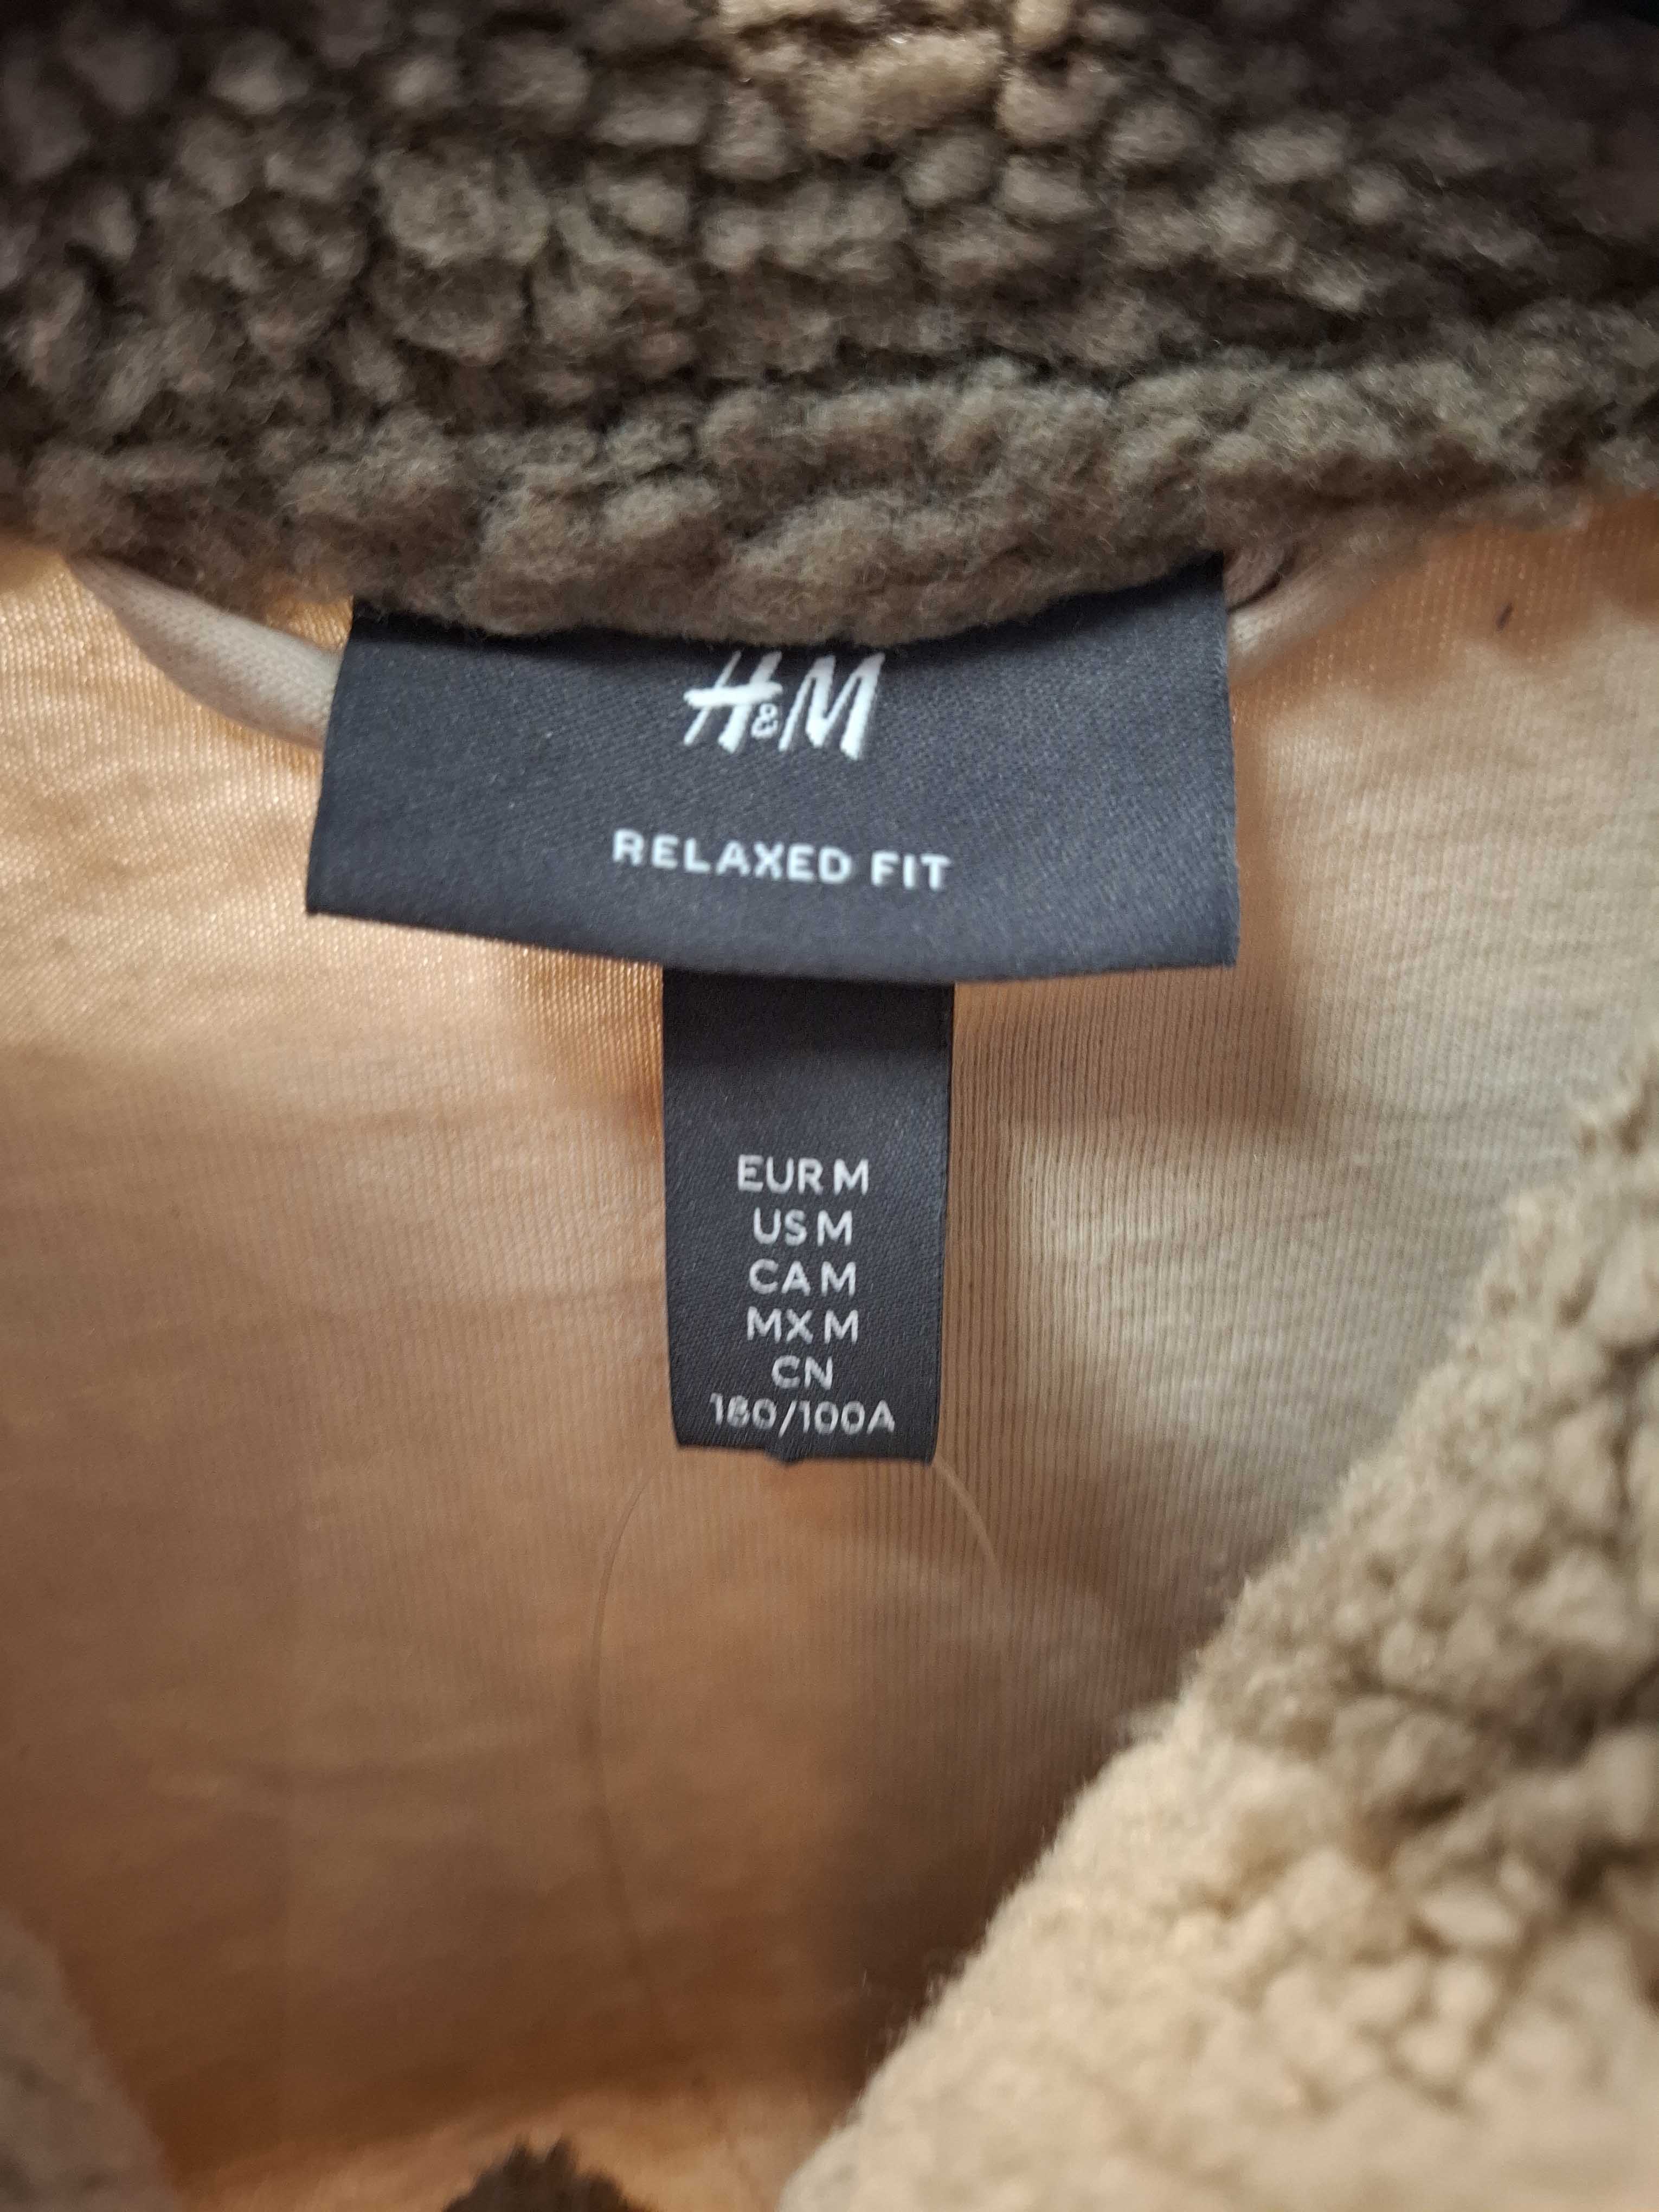 H&M
RELAXED FIT
EUR M
US M
CA M
MX M
CN
180/100A